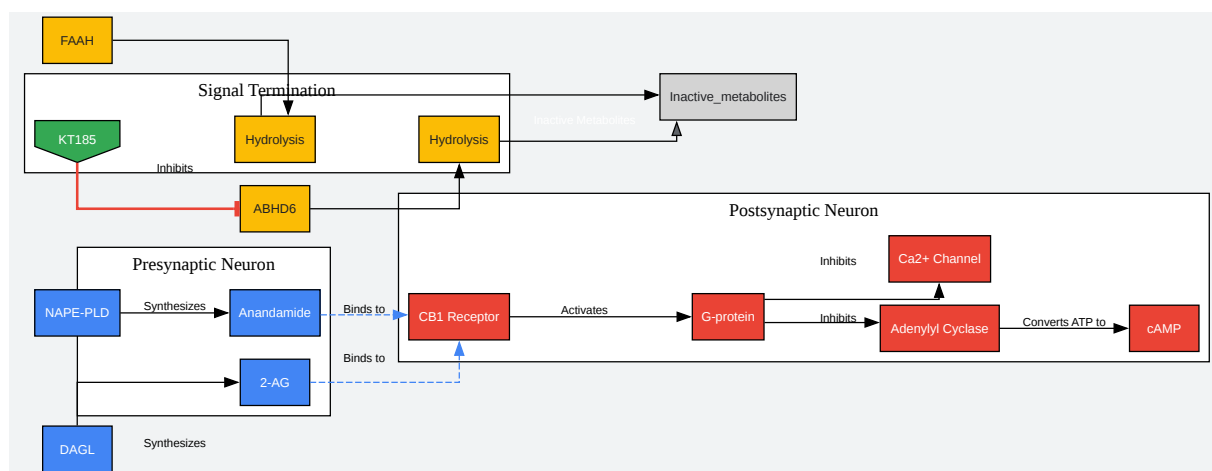 FAAH
Signal Termination
Inactive_metabolites
KT185
Hydrolysis
Hydrolysis
Inactive Metabolites
Inhibits
ABHD6
Postsynaptic Neuron
Presynaptic Neuron
Inhibits
Ca2+ Channel
NAPE-PLD
Synthesizes
Anandamide
Binds to
CB1 Receptor
Activates
G-protein
Inhibits
Adenylyl Cyclase
Converts ATP to
cAMP
Binds to
2-AG
DAGL
Synthesizes